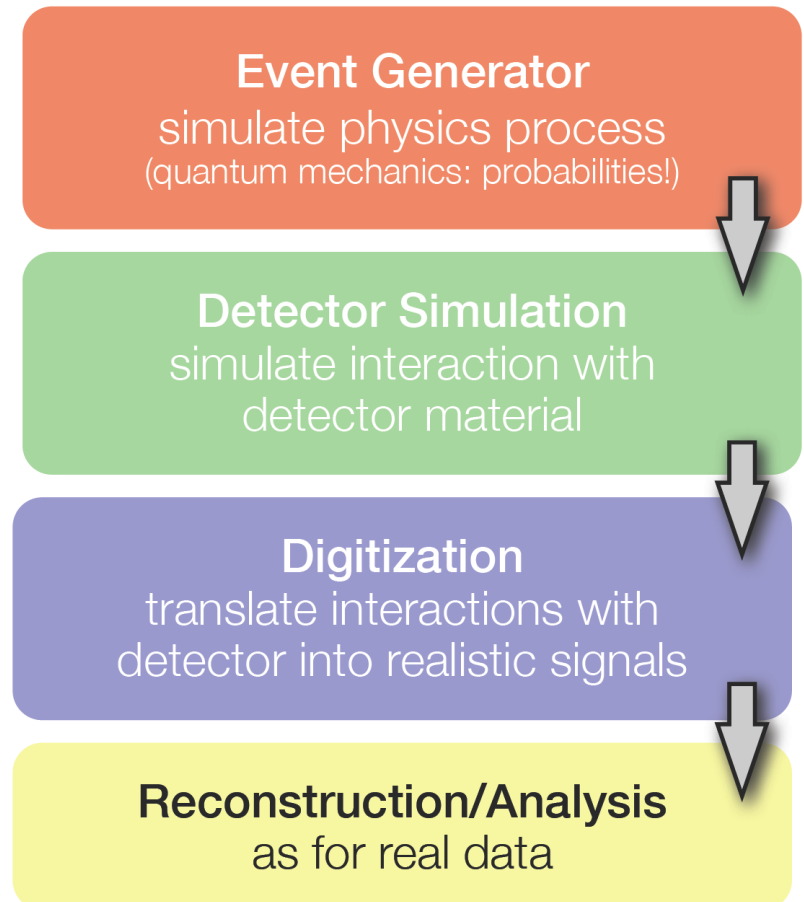 Event Generator
simulate physics process
(quantum mechanics: probabilities!)
Detector Simulation
simulate interaction with
detector material
Digitization
translate interactions with
detector into realistic signals
Reconstruction/Analysis
as for real data